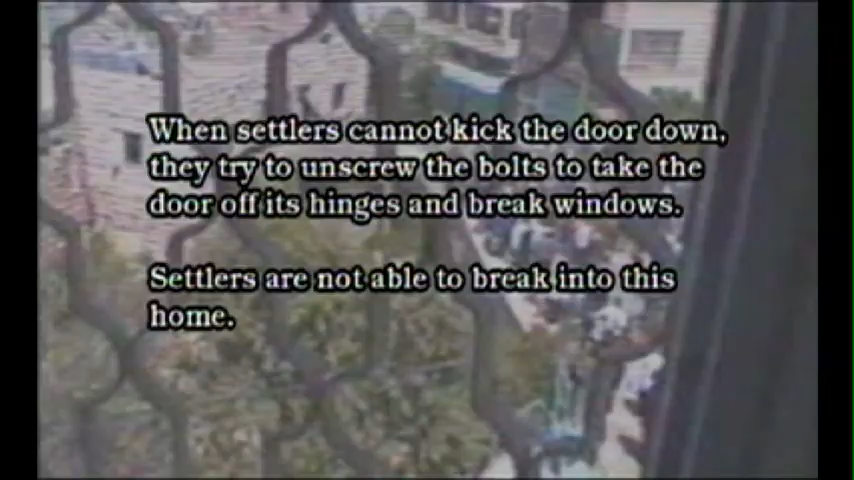 When settlers cannot kick the door down,
they try to unscrew the bolts to take the
door off its hinges and break windows.
Settlers are not able to break into this
home.